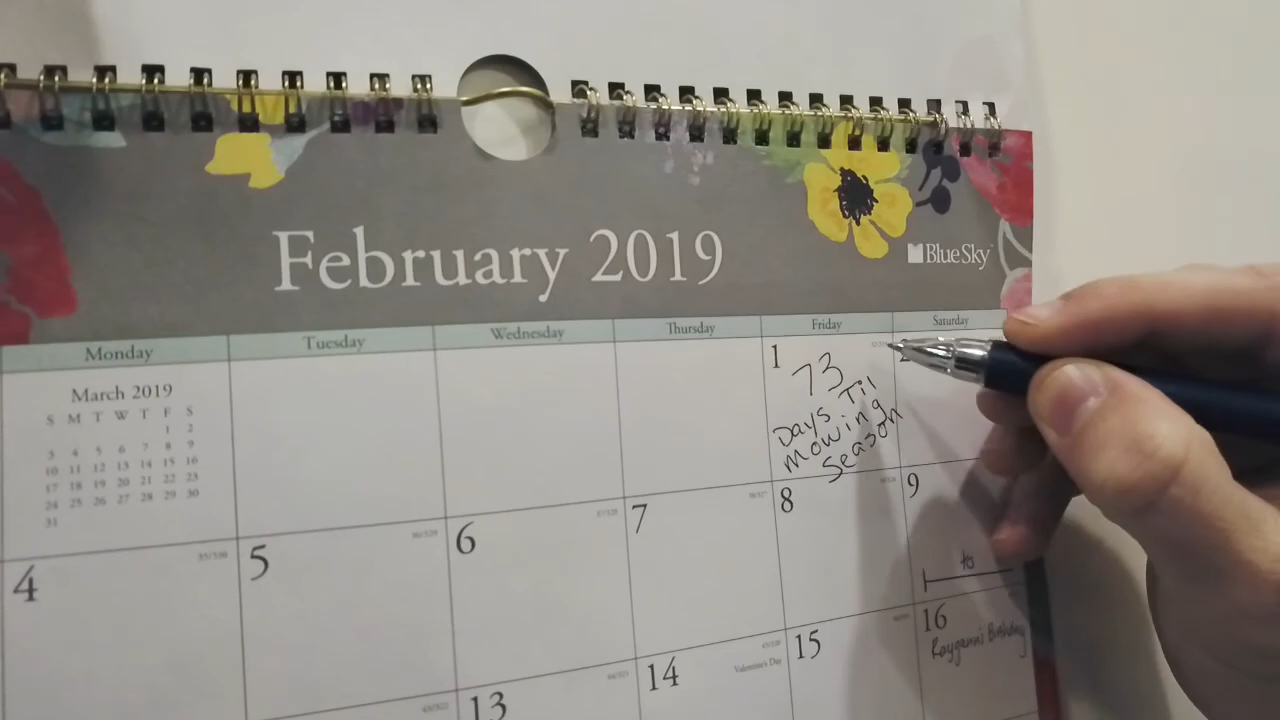 February 2019
BlueSky
Monday Tuesday Wednesday Thursday Friday Saturday
March 2019
S M T W T F S
1 2
3 4 5 6 7 8 9
10 11 12 13 14 15 16
17 18 19 20 21 22 23
24 25 26 27 28 29 30
31
1
73
Days Til
Mowing
Season
4 5 6 7 8 9
to
13 14 15 16
Valentine's Day